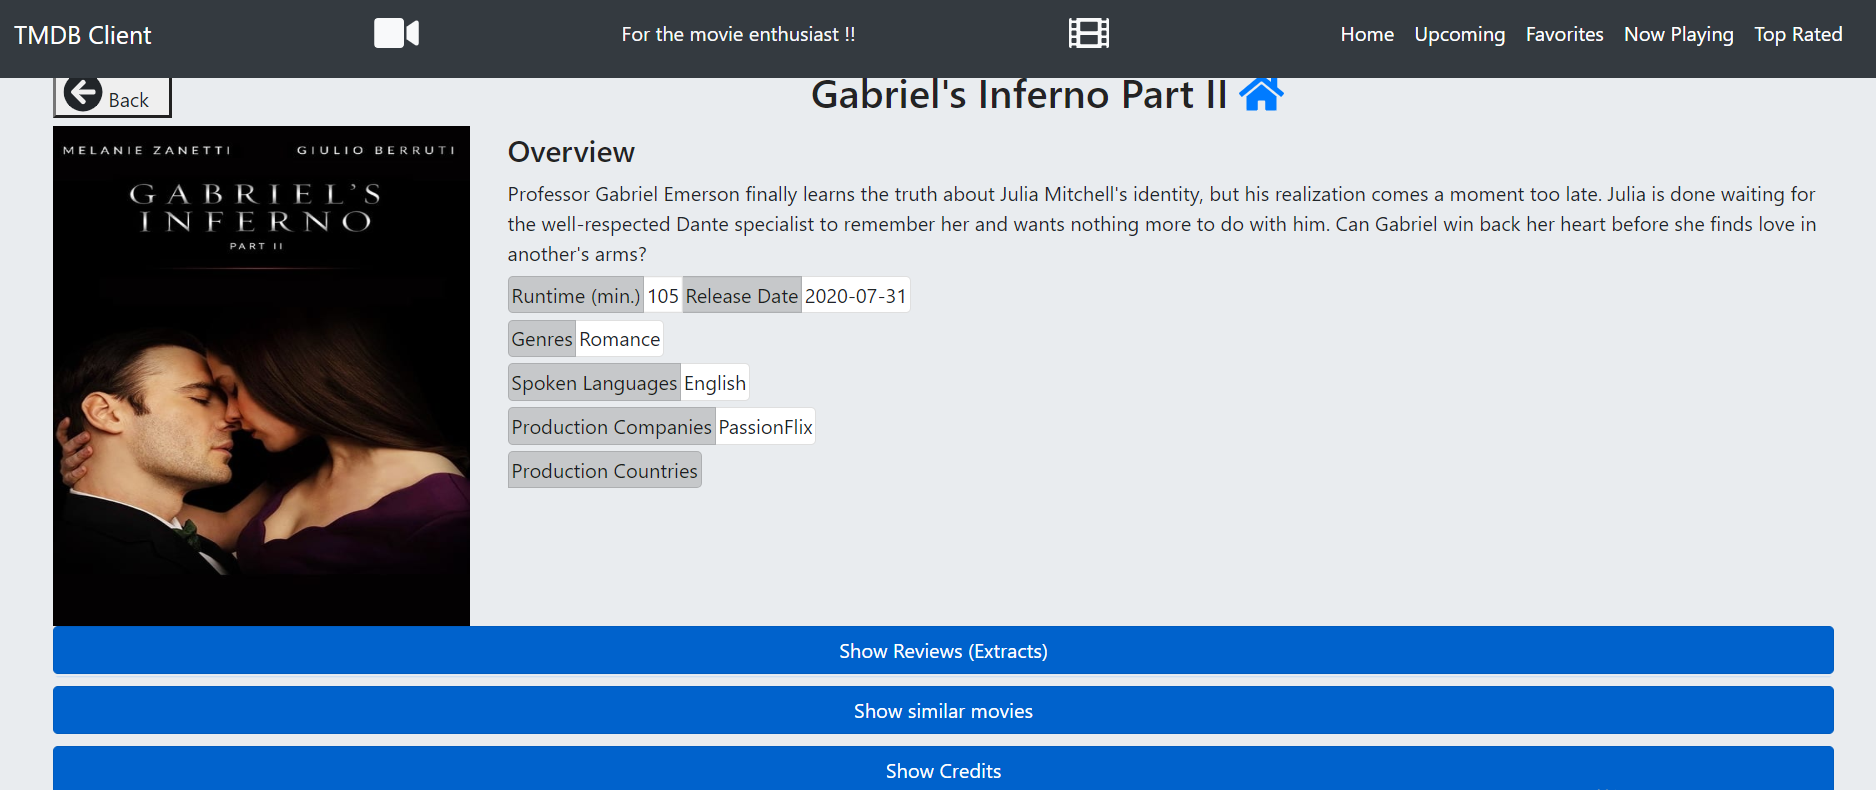 TMDB Client
For the movie enthusiast !!
Home Upcoming Favorites Now Playing Top Rated
Back
Gabriel's Inferno Part II
MELANIE ZANETTI GIULIO BERRUTI
GABRIEL'S
INFERNO
PART II
Overview
Professor Gabriel Emerson finally learns the truth about Julia Mitchell's identity, but his realization comes a moment too late. Julia is done waiting for
the well-respected Dante specialist to remember her and wants nothing more to do with him. Can Gabriel win back her heart before she finds love in
another's arms?
Runtime (min.) 105 Release Date 2020-07-31
Genres Romance
Spoken Languages English
Production Companies PassionFlix
Production Countries
Show Reviews (Extracts)
Show similar movies
Show Credits